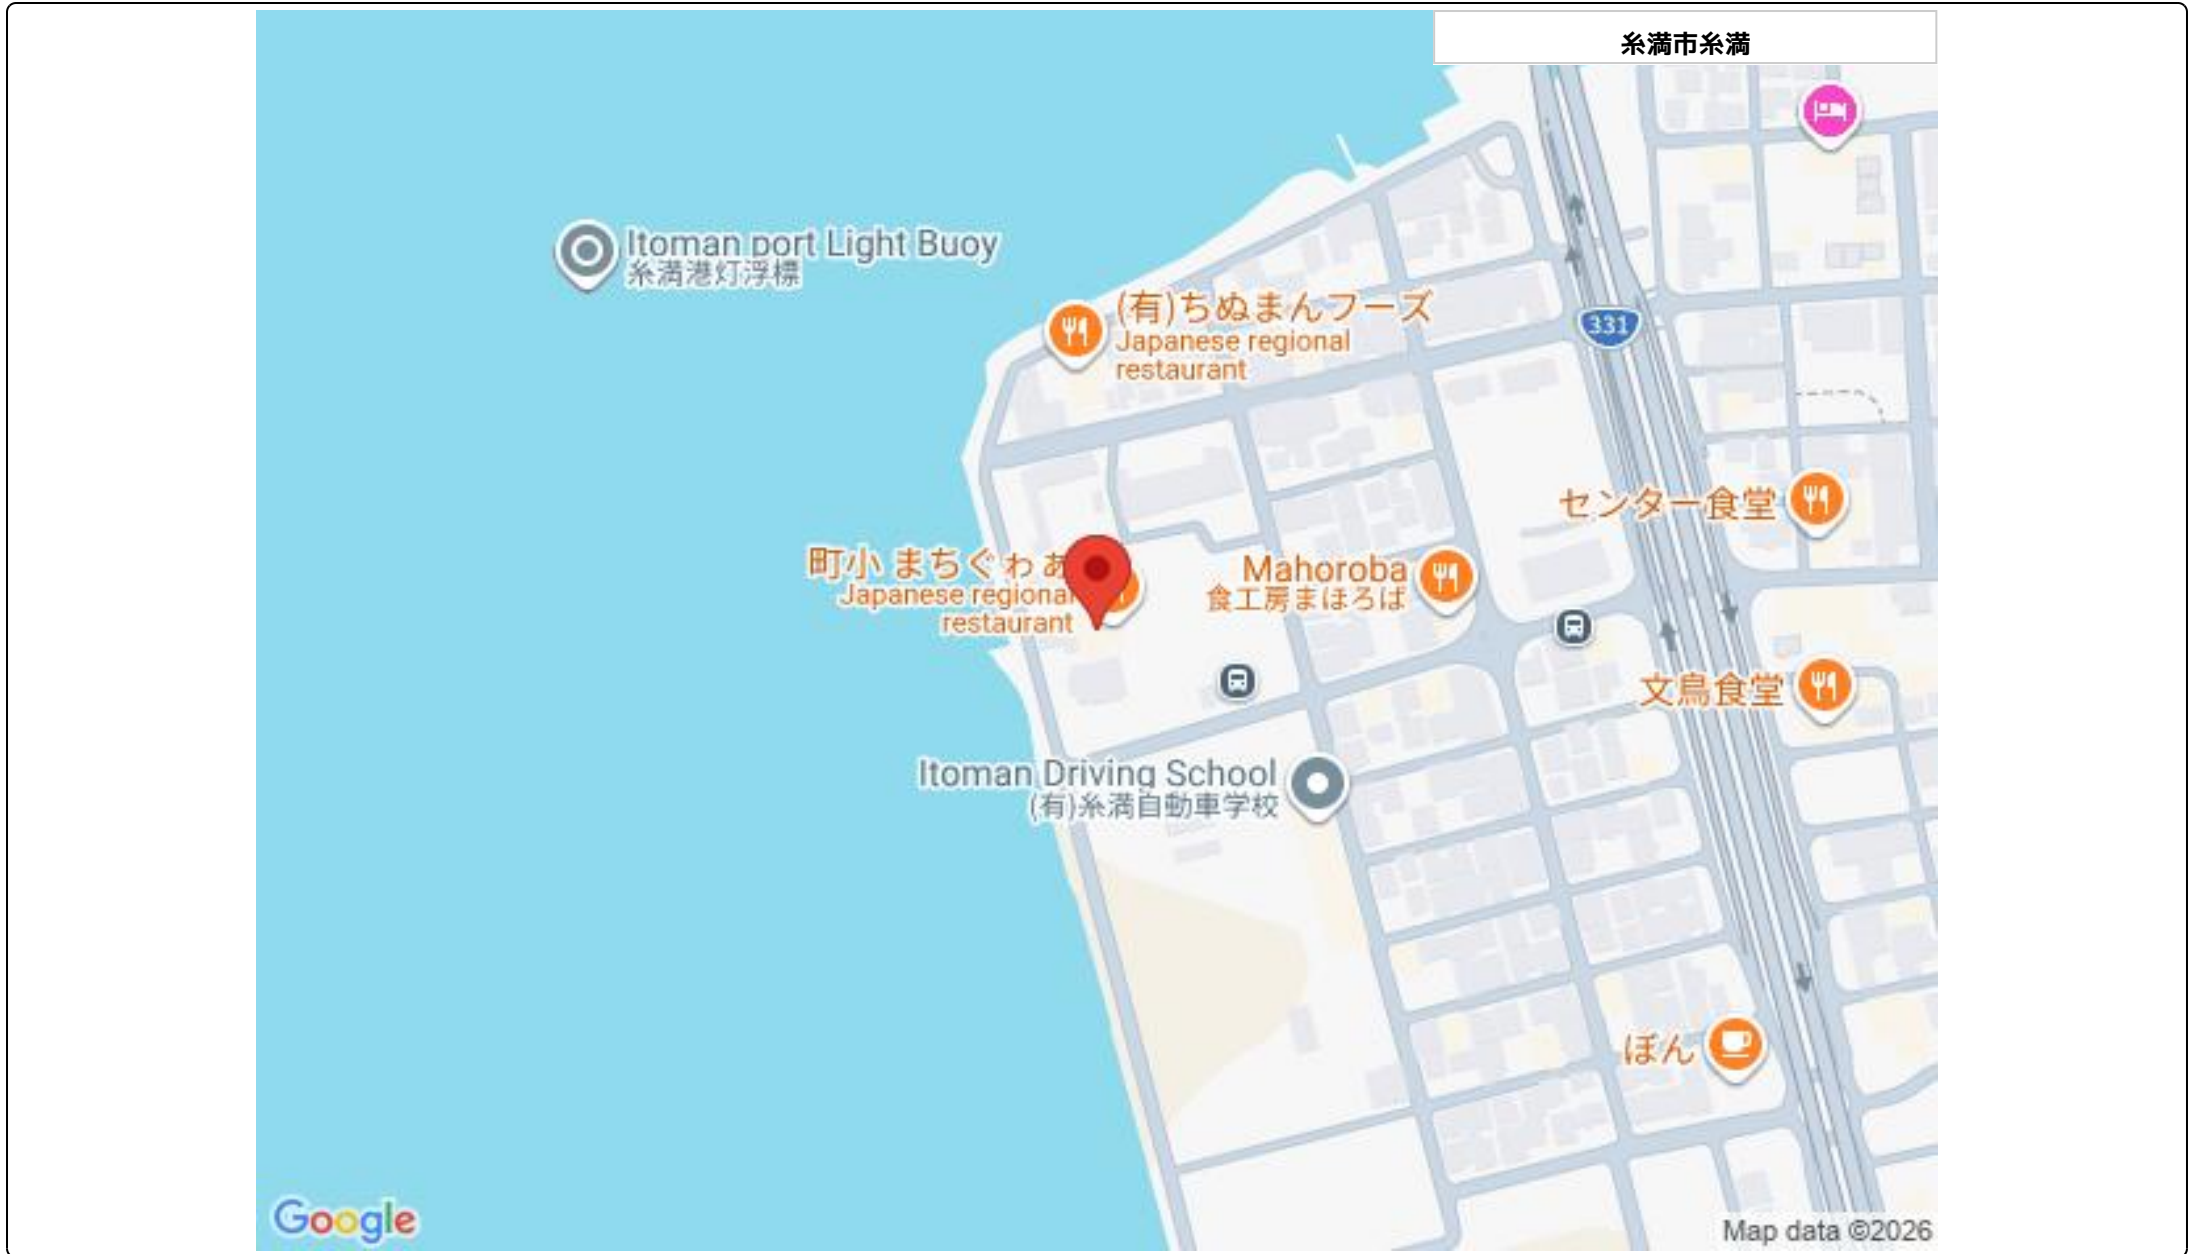 糸満市糸満
Itoman port Light Buoy
糸満港灯浮標
(有)ちぬまんフーズ
Japanese regional
restaurant
331
センター食堂
町小 まちぐゎ あ
Japanese regional
restaurant
Mahoroba
食工房まほろば
文鳥食堂
Itoman Driving School
(有)糸満自動車学校
ぼん
Google
Map data ©2026